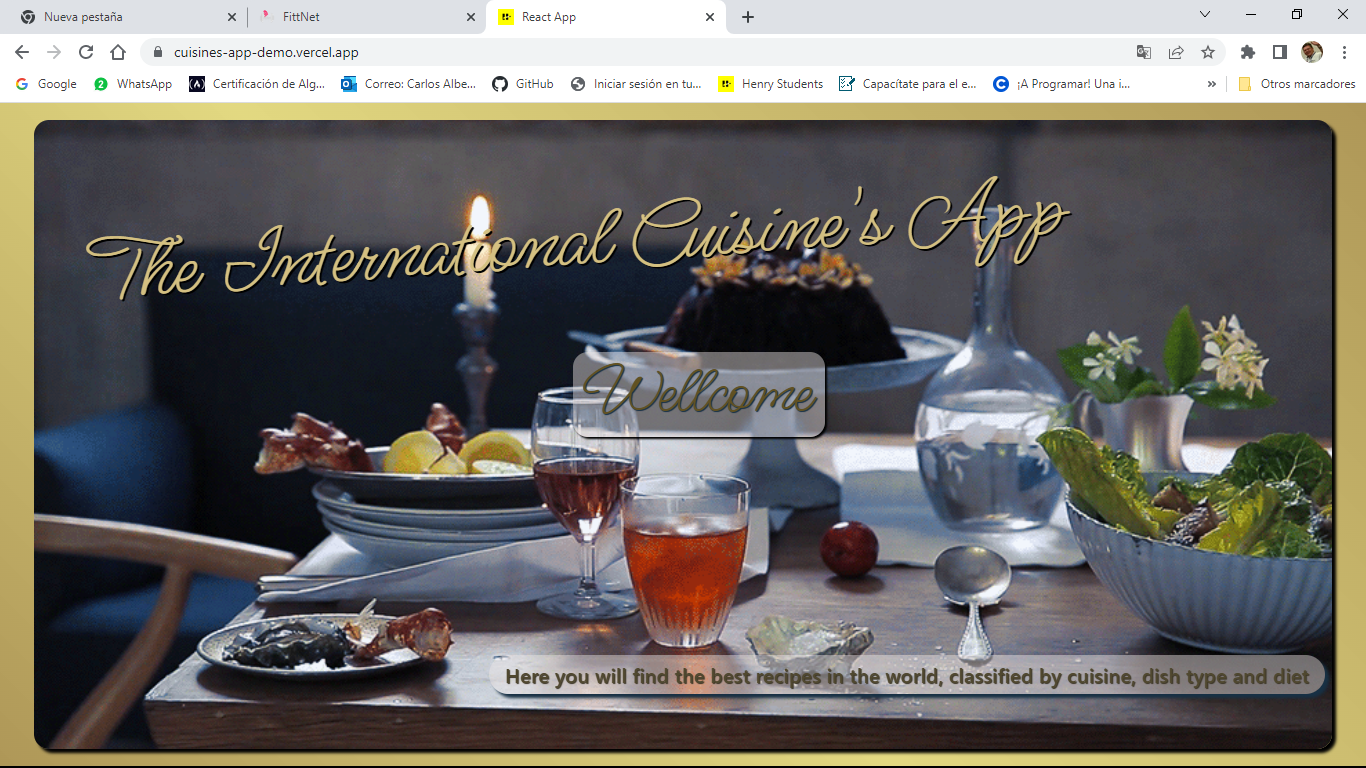 Nueva pestaña
FittNet
React App
cuisines-app-demo.vercel.app
Google
WhatsApp
Certificación de Alg...
Correo: Carlos Albe...
GitHub
Iniciar sesión en tu...
Henry Students
Capacítate para el e...
¡A Programar! Una i...
»
Otros marcadores
The International Cuisine's App
Wellcome
Here you will find the best recipes in the world, classified by cuisine, dish type and diet